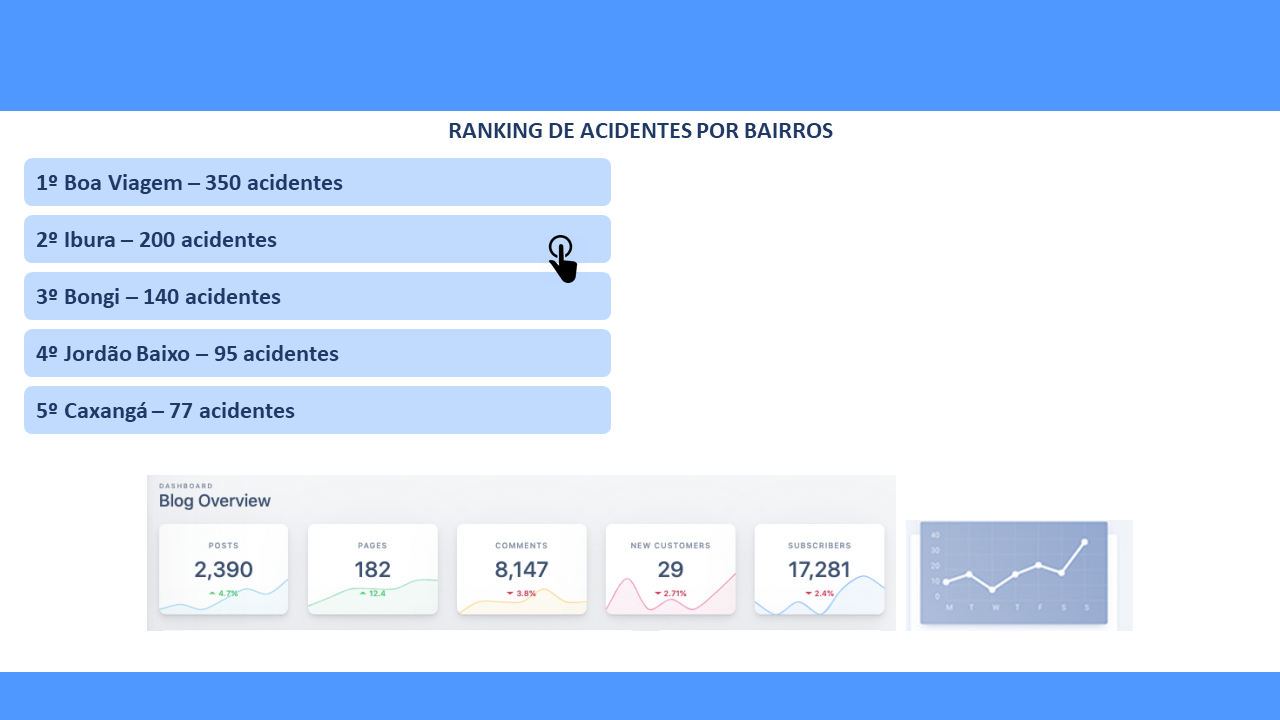 RANKING DE ACIDENTES POR BAIRROS
1º Boa Viagem – 350 acidentes
2º Ibura – 200 acidentes
3º Bongi – 140 acidentes
4º Jordão Baixo – 95 acidentes
5º Caxangá – 77 acidentes
DASHBOARD
Blog Overview
POSTS
2,390
4.7%
PAGES
182
12.4
COMMENTS
8,147
3.8%
NEW CUSTOMERS
29
2.71%
SUBSCRIBERS
17,281
2.4%
40
30
20
10
0
M T W T F S S